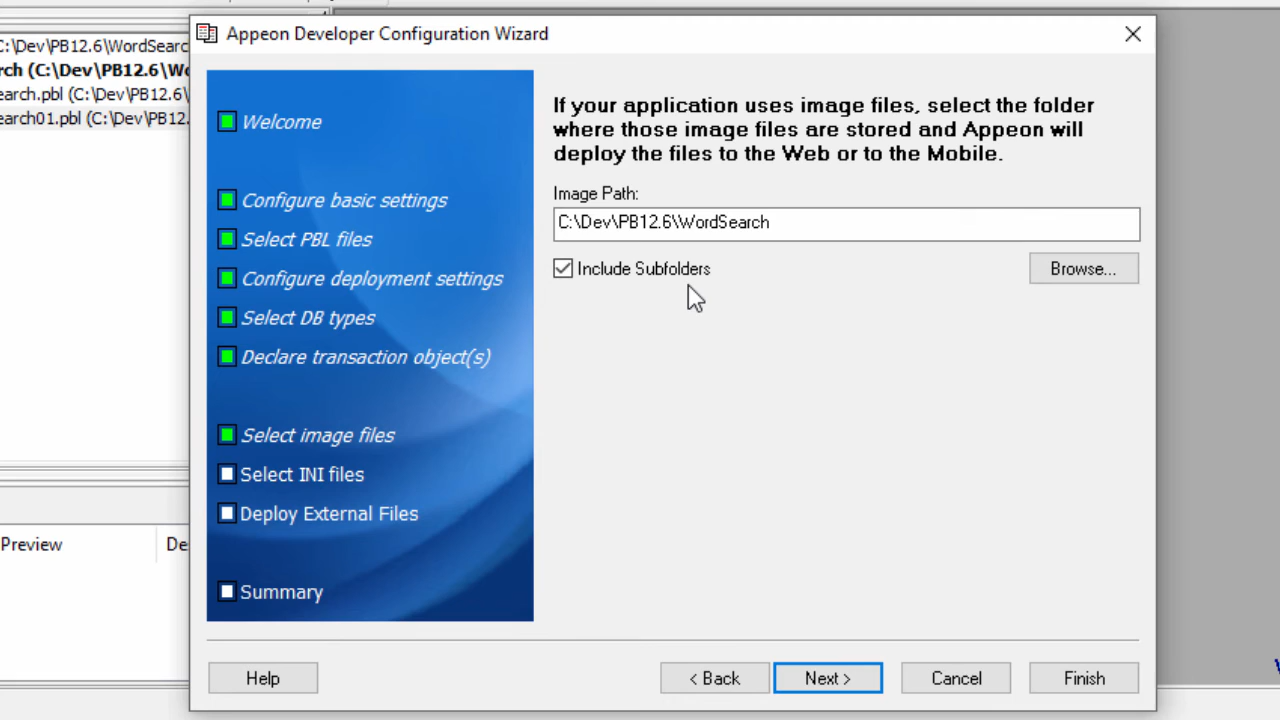 C:\Dev\PB12.6\WordSearc
rch (C:\Dev\PB12.6\Wo
earch.pbl (C:\Dev\PB12.6\
earch01.pbl (C:\Dev\PB12.
Preview
De
Appeon Developer Configuration Wizard
Welcome
Configure basic settings
Select PBL files
Configure deployment settings
Select DB types
Declare transaction object(s)
Select image files
Select INI files
Deploy External Files
Summary
If your application uses image files, select the folder
where those image files are stored and Appeon will
deploy the files to the Web or to the Mobile.
Image Path:
C:\Dev\PB12.6\WordSearch
Include Subfolders
Browse...
Help
< Back
Next >
Cancel
Finish